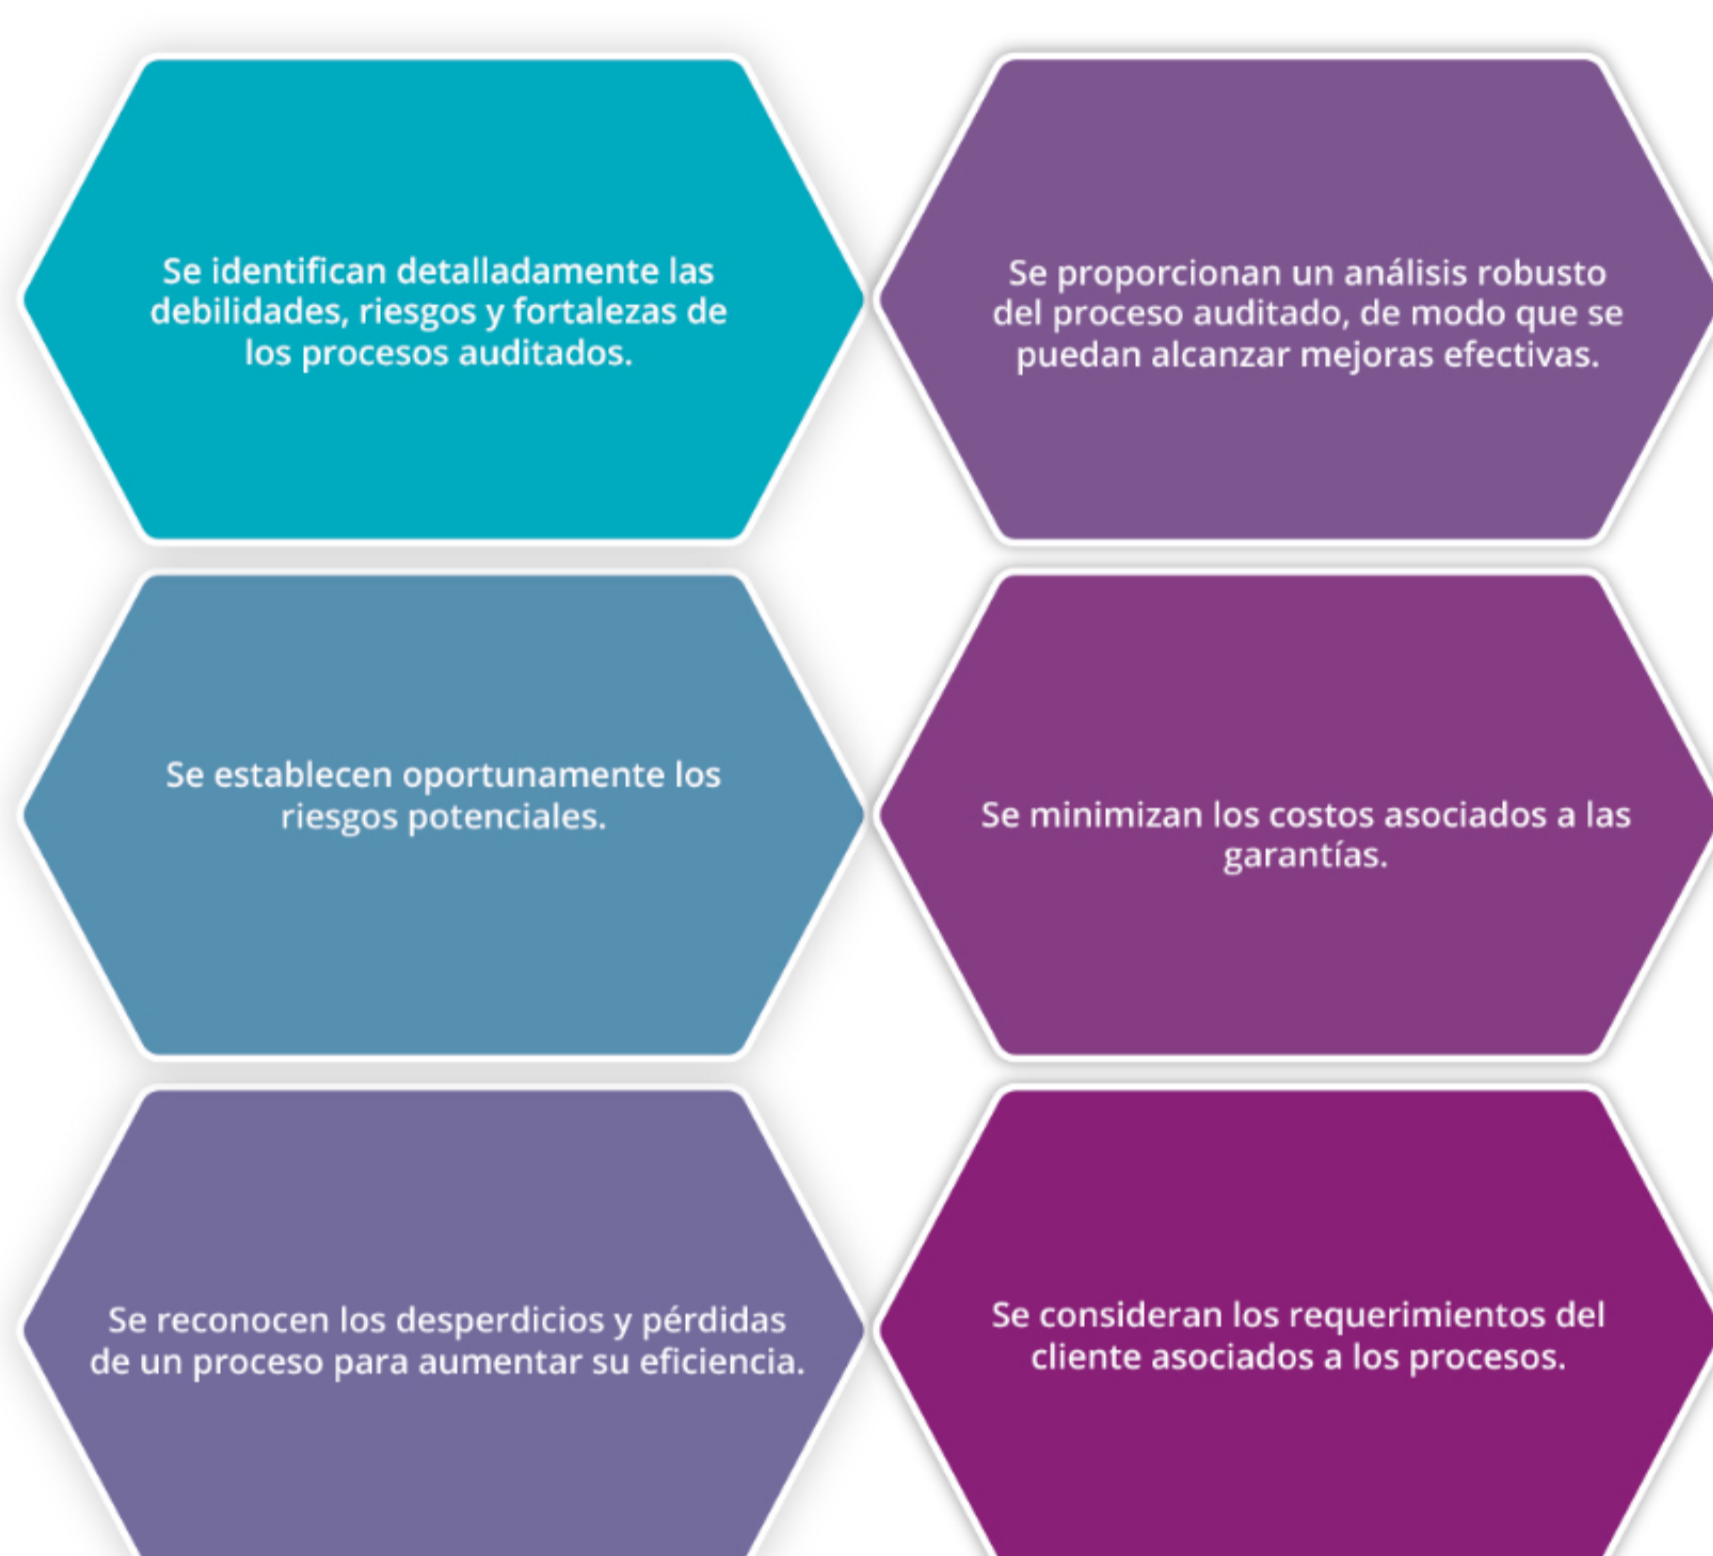 Se identifican detalladamente las
debilidades, riesgos y fortalezas de
los procesos auditados.
Se proporcionan un análisis robusto
del proceso auditado, de modo que se
puedan alcanzar mejoras efectivas.
Se establecen oportunamente los
riesgos potenciales.
Se minimizan los costos asociados a las
garantías.
Se reconocen los desperdicios y pérdidas
de un proceso para aumentar su eficiencia.
Se consideran los requerimientos del
cliente asociados a los procesos.